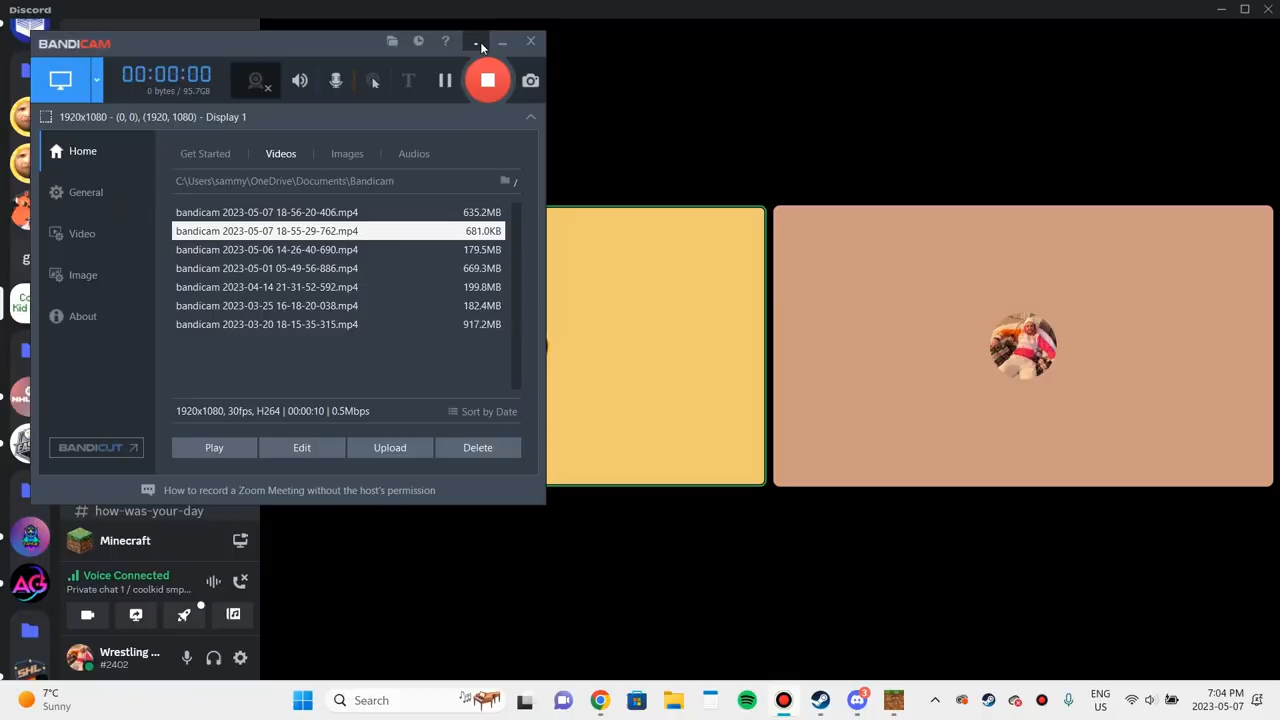 Discord
BANDICAM
?
00:00:00
0 bytes / 95.7GB
T
1920x1080 - (0, 0), (1920, 1080) - Display 1
Home
General
Video
Image
About
BANDICUT
Get Started
Videos
Images
Audios
C:\Users\sammy\OneDrive\Documents\Bandicam
/
bandicam 2023-05-07 18-56-20-406.mp4 635.2MB
bandicam 2023-05-07 18-55-29-762.mp4 681.0KB
bandicam 2023-05-06 14-26-40-690.mp4 179.5MB
bandicam 2023-05-01 05-49-56-886.mp4 669.3MB
bandicam 2023-04-14 21-31-52-592.mp4 199.8MB
bandicam 2023-03-25 16-18-20-038.mp4 182.4MB
bandicam 2023-03-20 18-15-35-315.mp4 917.2MB
1920x1080, 30fps, H264 | 00:00:10 | 0.5Mbps
Sort by Date
Play
Edit
Upload
Delete
How to record a Zoom Meeting without the host's permission
# how-was-your-day
Minecraft
Voice Connected
Private chat 1 / coolkid smp...
Wrestling ...
#2402
AG
SHL
7°C
Sunny
Search
3
ENG
US
7:04 PM
2023-05-07